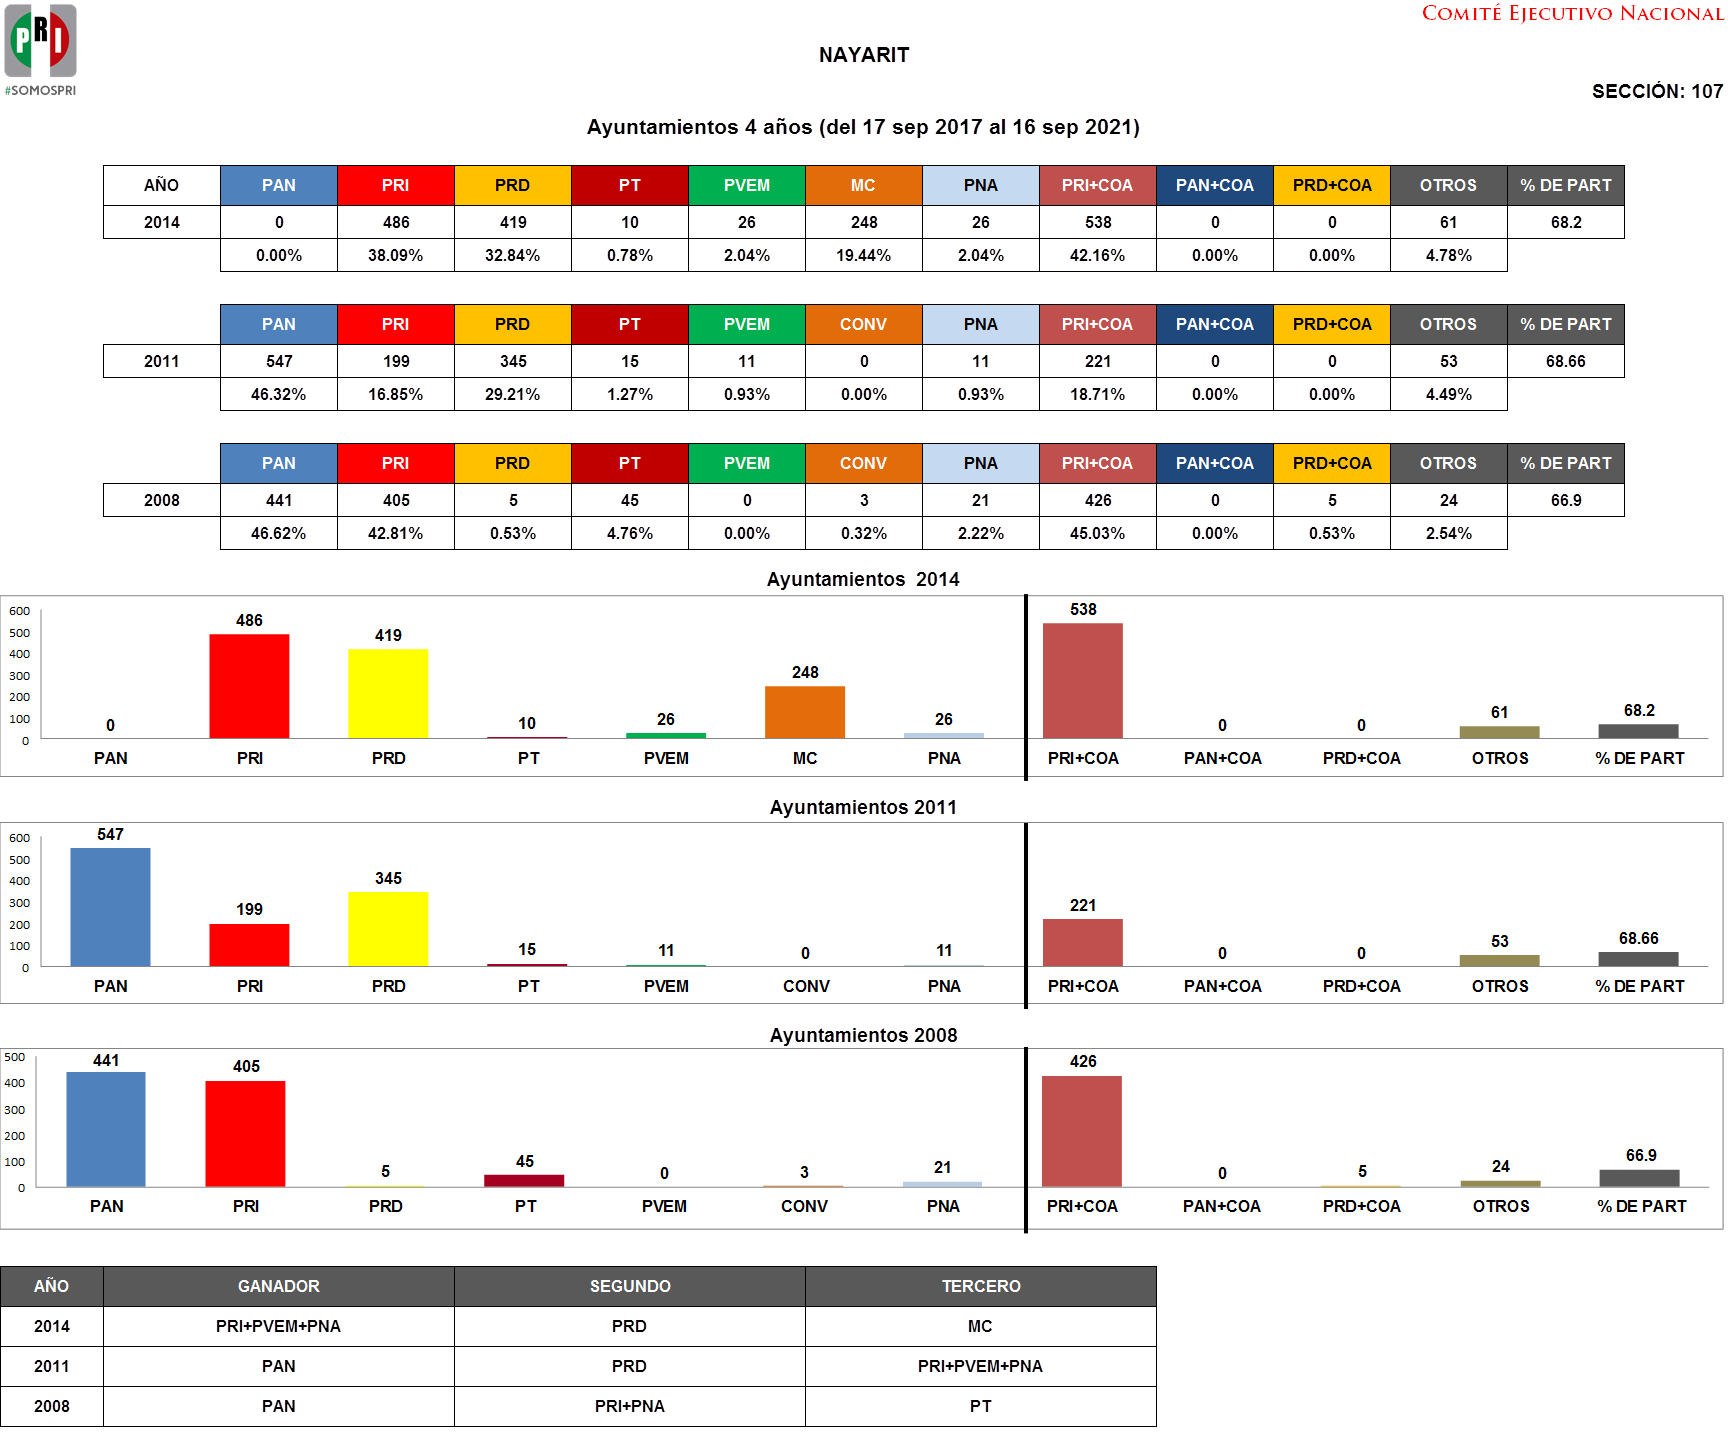 COMITÉ EJECUTIVO NACIONAL
PRI
#SOMOSPRI
NAYARIT
SECCIÓN: 107
Ayuntamientos 4 años (del 17 sep 2017 al 16 sep 2021)
AÑO PAN PRI PRD PT PVEM MC PNA PRI+COA PAN+COA PRD+COA OTROS % DE PART
2014 0 486 419 10 26 248 26 538 0 0 61 68.2
0.00% 38.09% 32.84% 0.78% 2.04% 19.44% 2.04% 42.16% 0.00% 0.00% 4.78%
PAN PRI PRD PT PVEM CONV PNA PRI+COA PAN+COA PRD+COA OTROS % DE PART
2011 547 199 345 15 11 0 11 221 0 0 53 68.66
46.32% 16.85% 29.21% 1.27% 0.93% 0.00% 0.93% 18.71% 0.00% 0.00% 4.49%
PAN PRI PRD PT PVEM CONV PNA PRI+COA PAN+COA PRD+COA OTROS % DE PART
2008 441 405 5 45 0 3 21 426 0 5 24 66.9
46.62% 42.81% 0.53% 4.76% 0.00% 0.32% 2.22% 45.03% 0.00% 0.53% 2.54%
Ayuntamientos 2014
600
500
400
300
200
100
0
0 486 419 10 26 248 26 538 0 0 61 68.2
PAN PRI PRD PT PVEM MC PNA PRI+COA PAN+COA PRD+COA OTROS % DE PART
Ayuntamientos 2011
600
500
400
300
200
100
0
547 199 345 15 11 0 11 221 0 0 53 68.66
PAN PRI PRD PT PVEM CONV PNA PRI+COA PAN+COA PRD+COA OTROS % DE PART
Ayuntamientos 2008
500
400
300
200
100
0
441 405 5 45 0 3 21 426 0 5 24 66.9
PAN PRI PRD PT PVEM CONV PNA PRI+COA PAN+COA PRD+COA OTROS % DE PART
AÑO GANADOR SEGUNDO TERCERO
2014 PRI+PVEM+PNA PRD MC
2011 PAN PRD PRI+PVEM+PNA
2008 PAN PRI+PNA PT